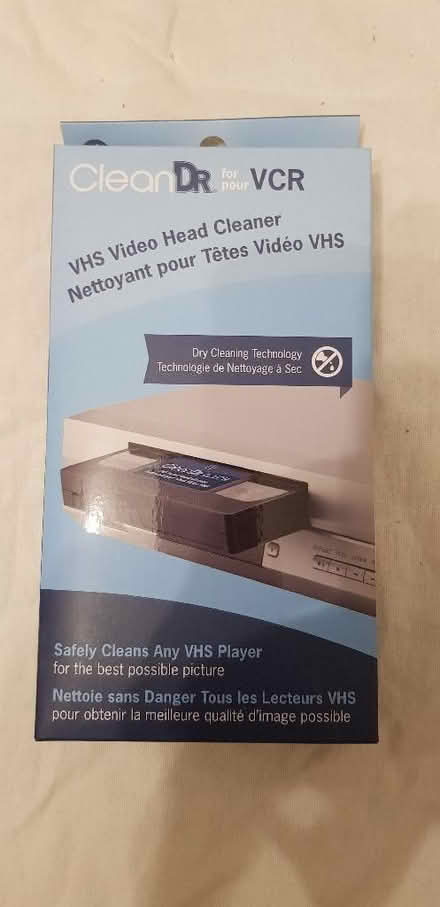 CleanDR for
pour VCR
VHS Video Head Cleaner
Nettoyant pour Têtes Vidéo VHS
Dry Cleaning Technology
Technologie de Nettoyage à Sec
Safely Cleans Any VHS Player
for the best possible picture
Nettoie sans Danger Tous les Lecteurs VHS
pour obtenir la meilleure qualité d'image possible